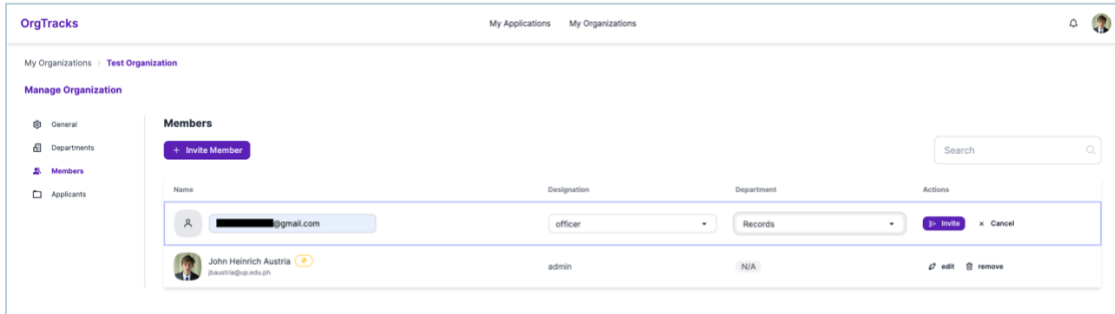 OrgTracks My Applications My Organizations
My Organizations > Test Organization
Manage Organization
General
Departments
Members
Applicants
Members
+ Invite Member
Search
Name Designation Department Actions
@gmail.com officer Records Invite × Cancel
John Heinrich Austria
jbaustria@up.edu.ph
admin N/A edit remove